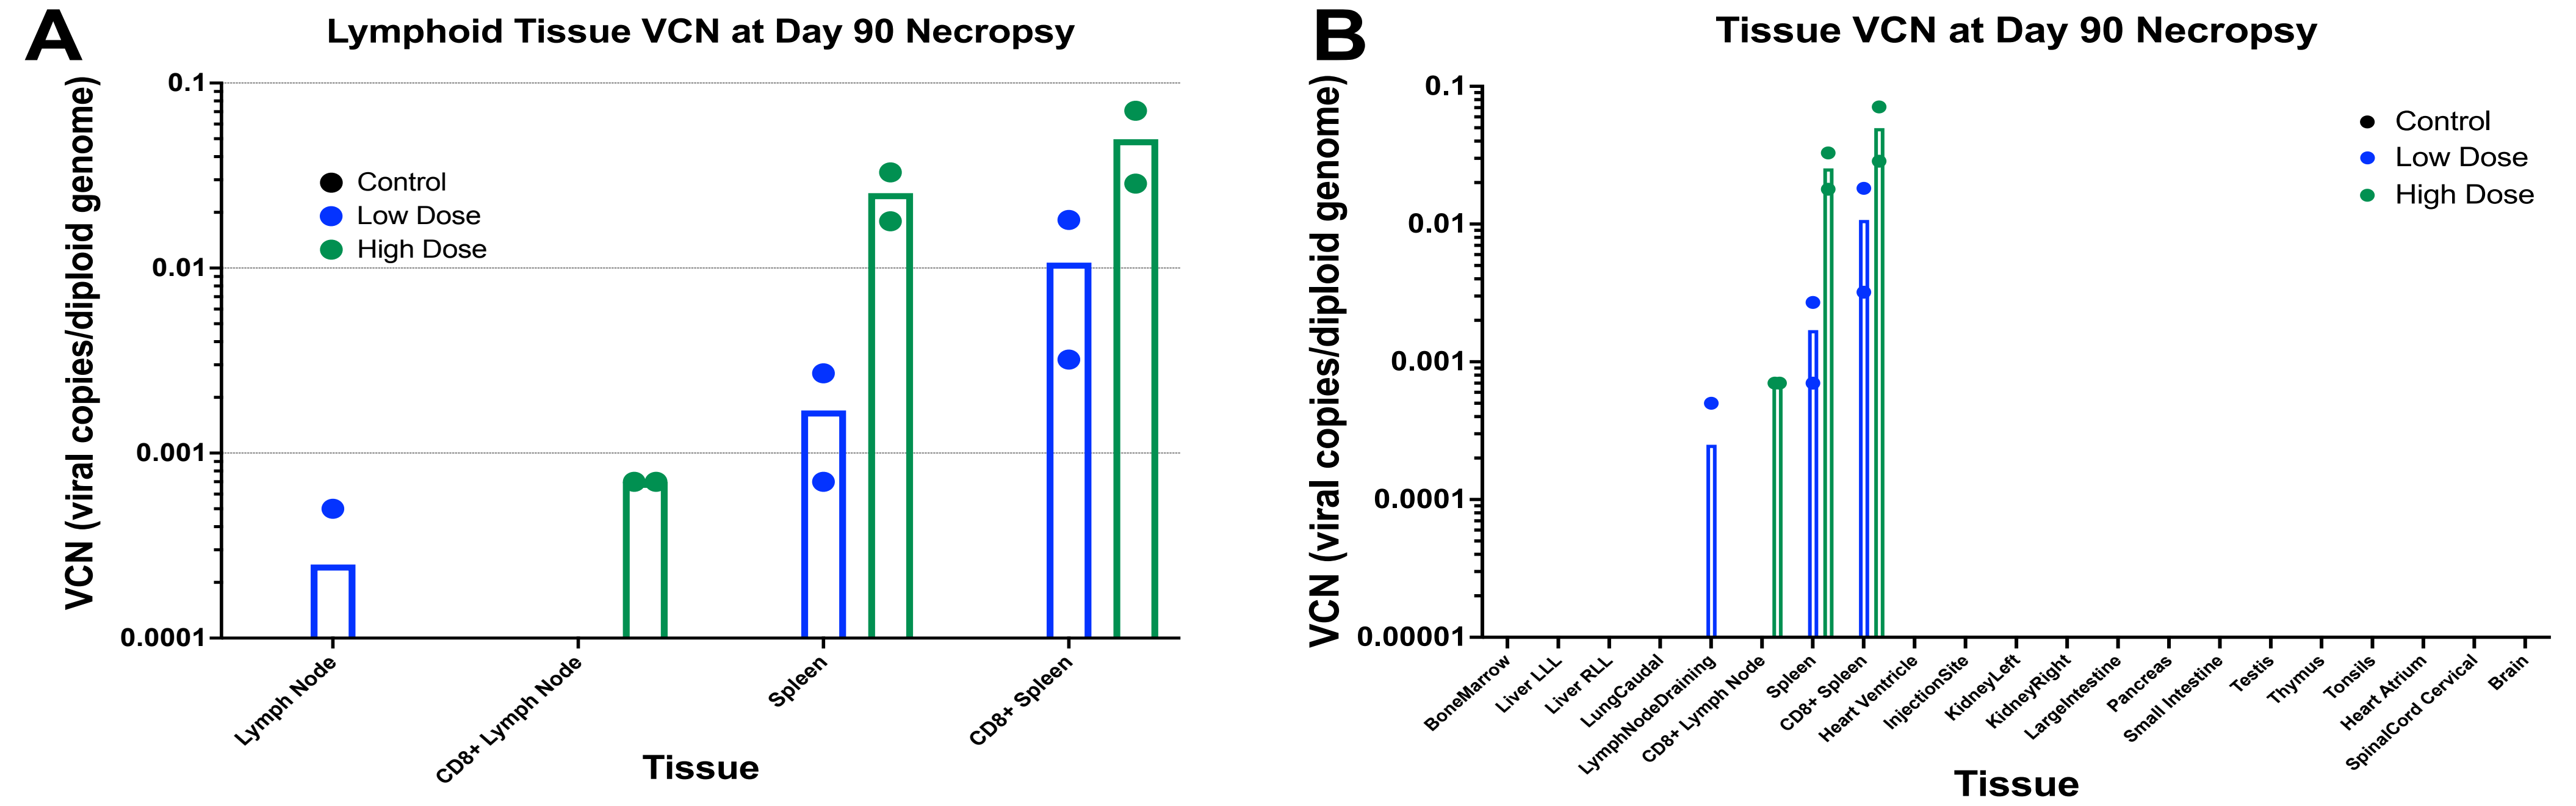 A
Lymphoid Tissue VCN at Day 90 Necropsy
VCN (viral copies/diploid genome)
0.1
0.01
0.001
0.0001
Control
Low Dose
High Dose
Lymph Node
CD8+ Lymph Node
Spleen
CD8+ Spleen
Tissue
B
Tissue VCN at Day 90 Necropsy
VCN (viral copies/diploid genome)
0.1
0.01
0.001
0.0001
0.00001
Control
Low Dose
High Dose
BoneMarrow
Liver LLL
Liver RLL
LungCaudal
LymphNodeDraining
CD8+ Lymph Node
Spleen
CD8+ Spleen
Heart Ventricle
InjectionSite
KidneyLeft
KidneyRight
LargeIntestine
Pancreas
Small Intestine
Testis
Thymus
Tonsils
Heart Atrium
SpinalCord Cervical
Brain
Tissue